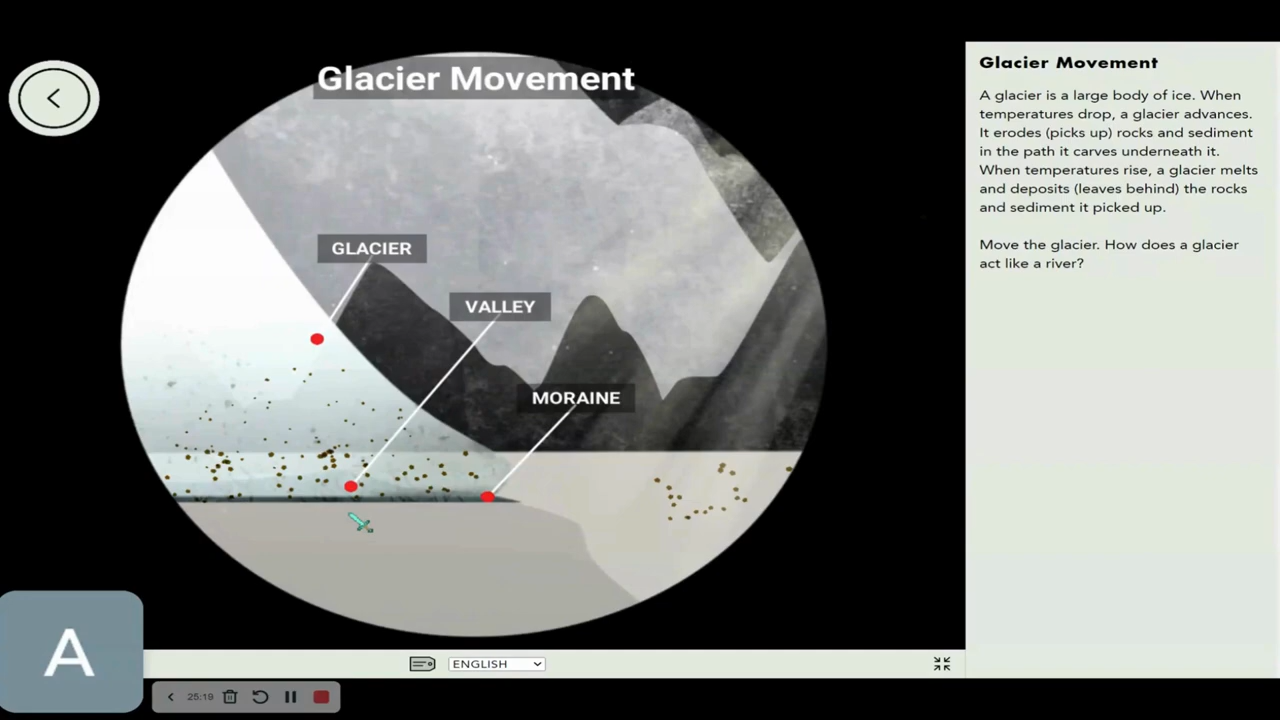 Glacier Movement
GLACIER
VALLEY
MORAINE
Glacier Movement
A glacier is a large body of ice. When
temperatures drop, a glacier advances.
It erodes (picks up) rocks and sediment
in the path it carves underneath it.
When temperatures rise, a glacier melts
and deposits (leaves behind) the rocks
and sediment it picked up.
Move the glacier. How does a glacier
act like a river?
A
ENGLISH
25:19